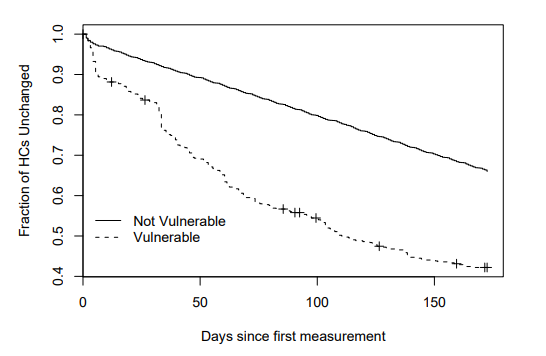 1.0
0.9
0.8
0.7
0.6
0.5
0.4
Fraction of HCs Unchanged
Not Vulnerable
Vulnerable
0 50 100 150
Days since first measurement